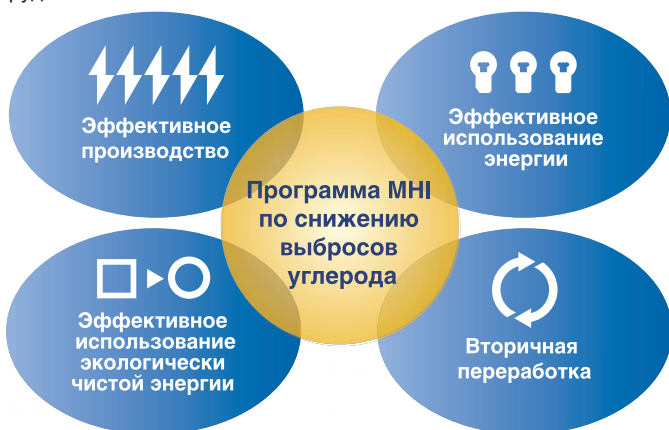 Эффективное
производство
Эффективное
использование
энергии
Программа MHI
по снижению
выбросов
углерода
Эффективное
использование
экологически
чистой энергии
Вторичная
переработка